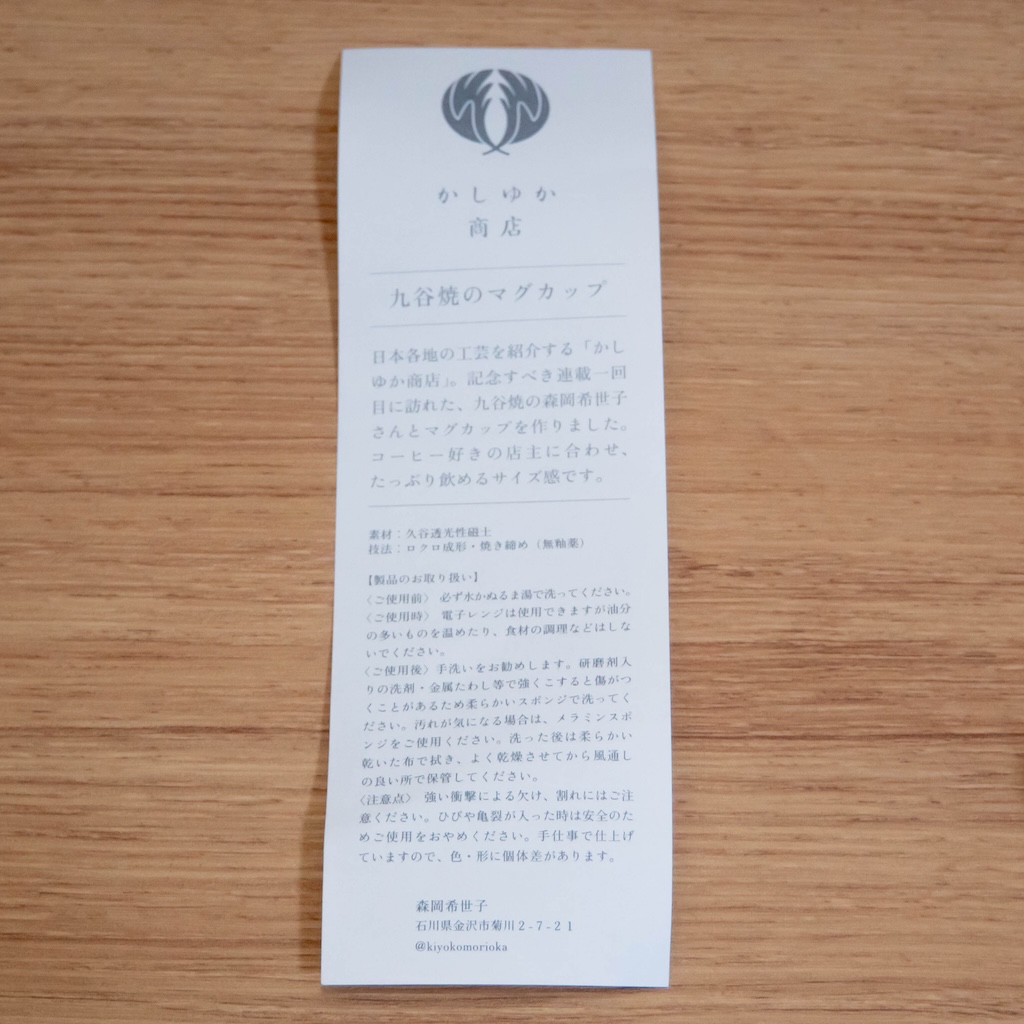 かしゆか
商店
九谷焼のマグカップ
日本各地の工芸を紹介する「かし
ゆか商店」。記念すべき連載一回
目に訪れた、九谷焼の森岡希世子
さんとマグカップを作りました。
コーヒー好きの店主に合わせ、
たっぷり飲めるサイズ感です。
素材：久谷透光性磁土
技法：ロクロ成形・焼き締め（無釉薬）
【製品のお取り扱い】
〈ご使用前〉 必ず水かぬるま湯で洗ってください。
〈ご使用時〉 電子レンジは使用できますが油分
の多いものを温めたり、食材の調理などはしな
いでください。
〈ご使用後〉手洗いをお勧めします。研磨剤入
りの洗剤・金属たわし等で強くこすると傷がつ
くことがあるため柔らかいスポンジで洗ってく
ださい。汚れが気になる場合は、メラミンスポ
ンジをご使用ください。洗った後は柔らかい
乾いた布で拭き、よく乾燥させてから風通し
の良い所で保管してください。
〈注意点〉 強い衝撃による欠け、割れにはご注
意ください。ひびや亀裂が入った時は安全のた
めご使用をおやめください。手仕事で仕上げ
ていますので、色・形に個体差があります。
森岡希世子
石川県金沢市菊川２-７-２１
@kiyokomorioka